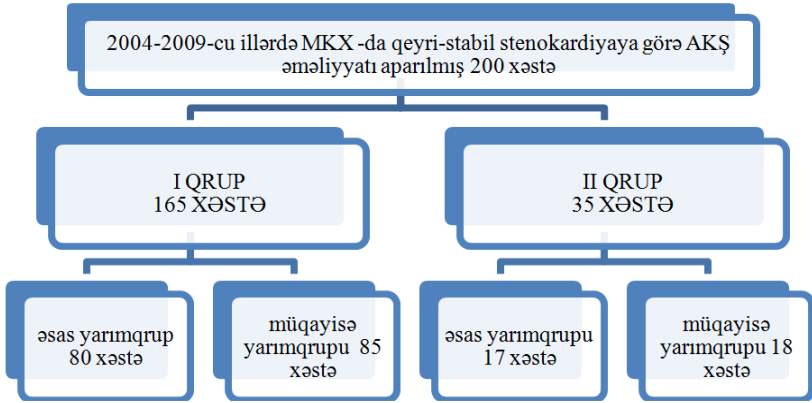 2004-2009-cu illərdə MKX -da qeyri-stabil stenokardiyaya görə AKŞ
əməliyyatı aparılmış 200 xəstə
I QRUP
165 XƏSTƏ
II QRUP
35 XƏSTƏ
əsas yarımqrup
80 xəstə
müqayisə
yarımqrupu 85
xəstə
əsas yarımqrupu
17 xəstə
müqayisə
yarımqrupu 18
xəstə